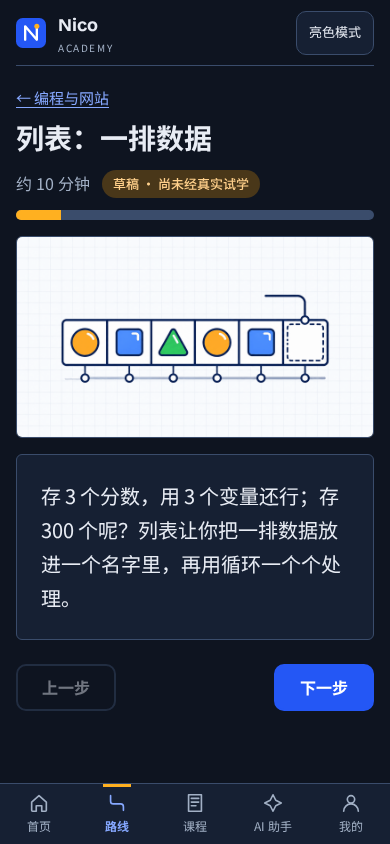 Nico
ACADEMY
亮色模式
← 编程与网站
列表：一排数据
约 10 分钟
草稿 · 尚未经真实试学
存 3 个分数，用 3 个变量还行；存
300 个呢？列表让你把一排数据放
进一个名字里，再用循环一个个处
理。
上一步
下一步
首页
路线
课程
AI 助手
我的